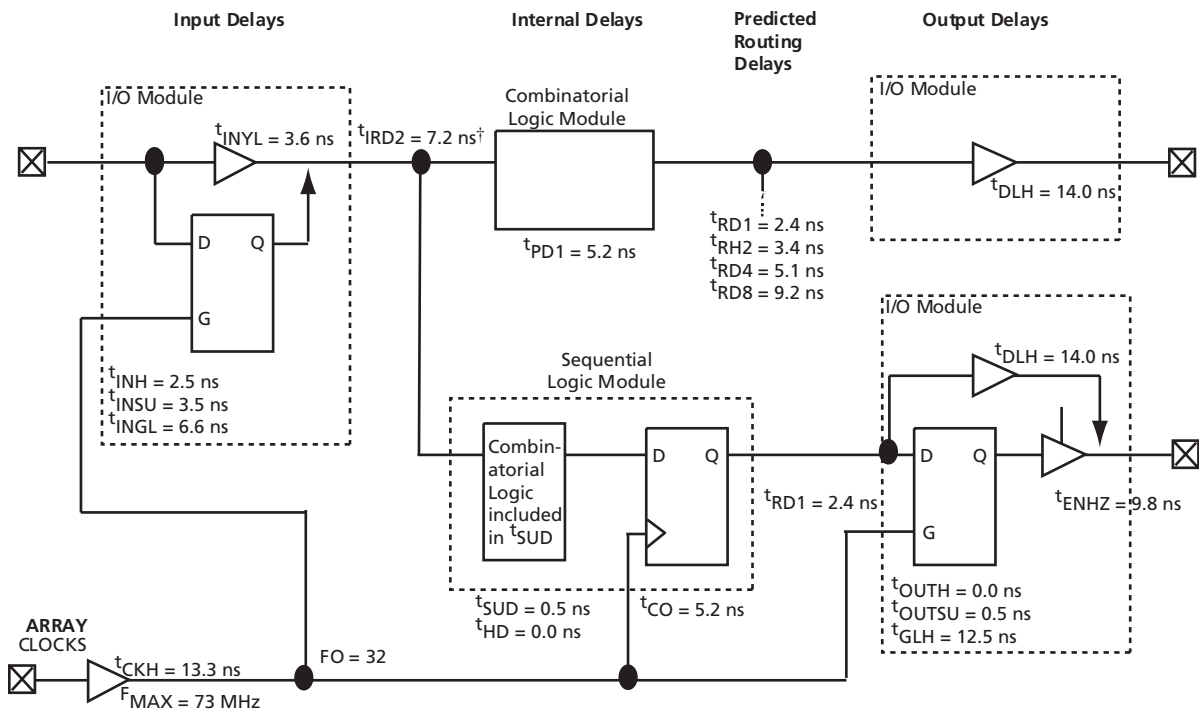 Input Delays
Internal Delays
Predicted
Routing
Delays
Output Delays
I/O Module
tINYL = 3.6 ns
tIRD2 = 7.2 ns†
Combinatorial
Logic Module
I/O Module
D
Q
G
tPD1 = 5.2 ns
tRD1 = 2.4 ns
tRH2 = 3.4 ns
tRD4 = 5.1 ns
tRD8 = 9.2 ns
tDLH = 14.0 ns
tINH = 2.5 ns
tINSU = 3.5 ns
tINGL = 6.6 ns
Sequential
Logic Module
I/O Module
tDLH = 14.0 ns
Combin-
atorial
Logic
included
in tSUD
D
Q
tRD1 = 2.4 ns
D
Q
G
tENHZ = 9.8 ns
tSUD = 0.5 ns
tHD = 0.0 ns
tCO = 5.2 ns
tOUTH = 0.0 ns
tOUTSU = 0.5 ns
tGLH = 12.5 ns
ARRAY
CLOCKS
tCKH = 13.3 ns
FO = 32
FMAX = 73 MHz